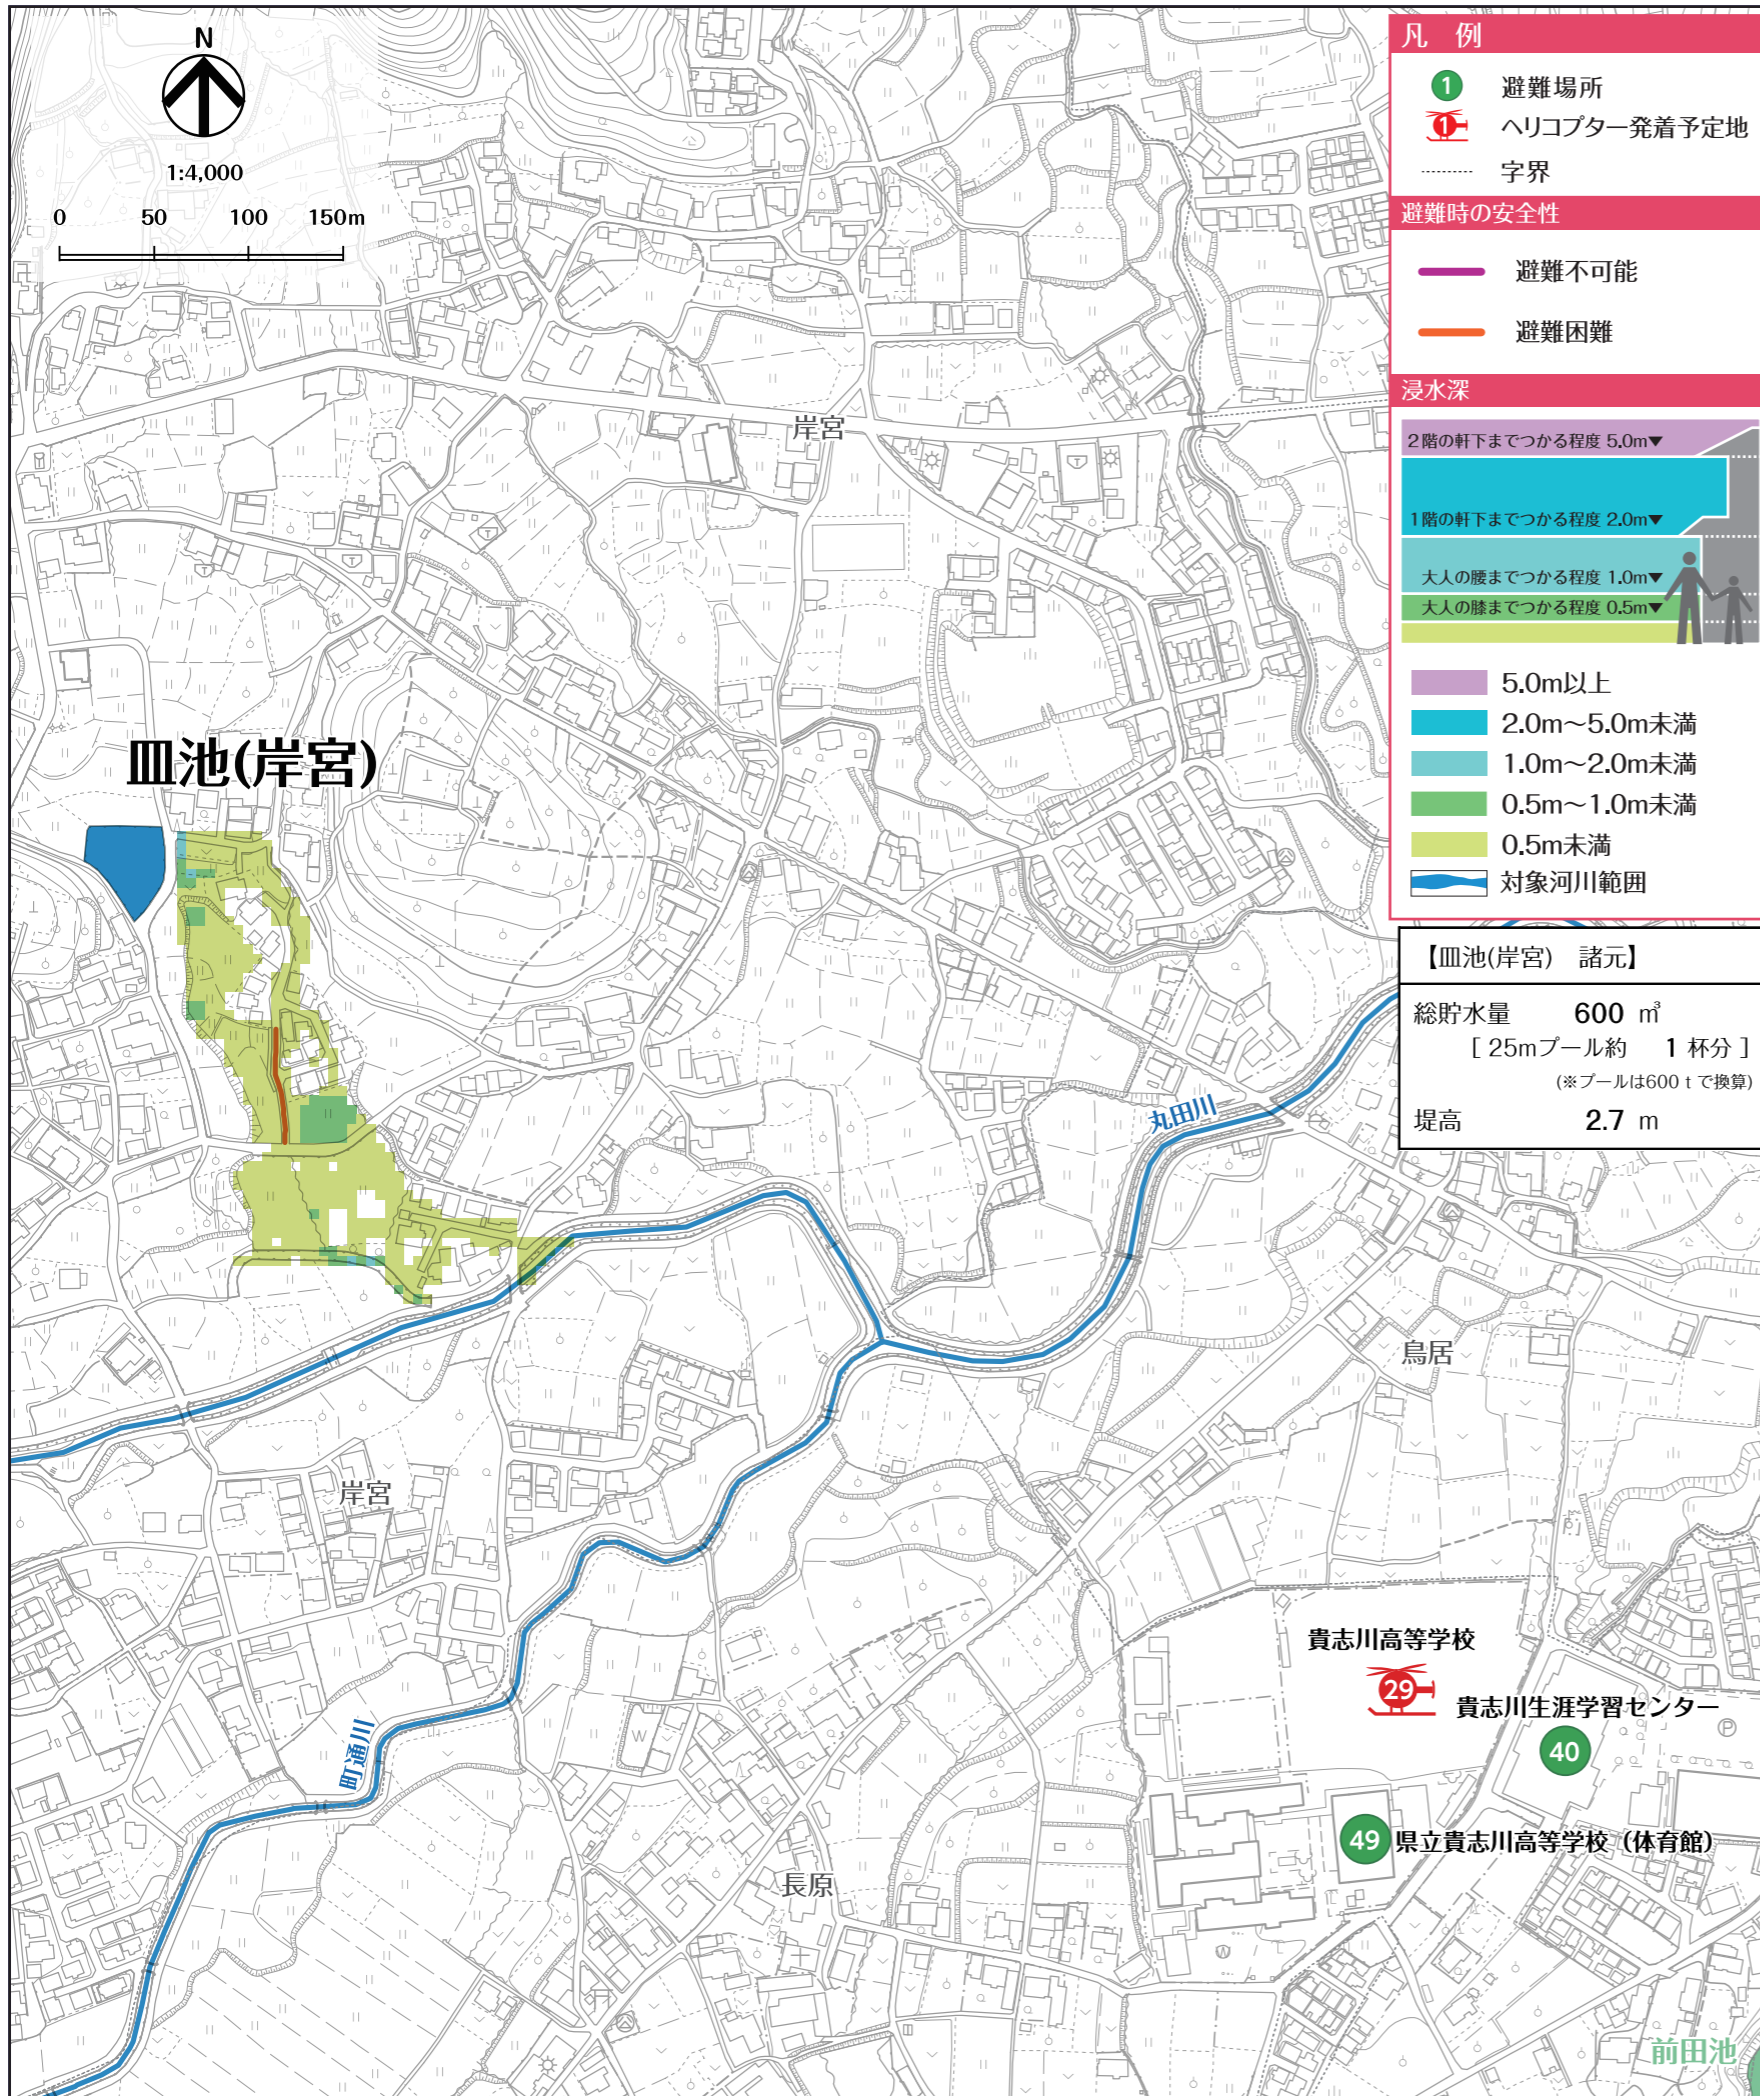 N
1:4,000
0 50 100 150m
凡 例
1 避難場所
1 ヘリコプター発着予定地
字界
避難時の安全性
避難不可能
避難困難
浸水深
2階の軒下までつかる程度 5.0m▼
1階の軒下までつかる程度 2.0m▼
大人の腰までつかる程度 1.0m▼
大人の膝までつかる程度 0.5m▼
5.0m以上
2.0m～5.0m未満
1.0m～2.0m未満
0.5m～1.0m未満
0.5m未満
対象河川範囲
【皿池(岸宮) 諸元】
総貯水量 600 ㎥
[ 25mプール約 1 杯分 ]
(※プールは600ｔで換算)
堤高 2.7 m
岸宮
皿池(岸宮)
丸田川
鳥居
岸宮
貴志川高等学校
29
貴志川生涯学習センター
P
40
町通川
W
49 県立貴志川高等学校（体育館）
長原
前田池